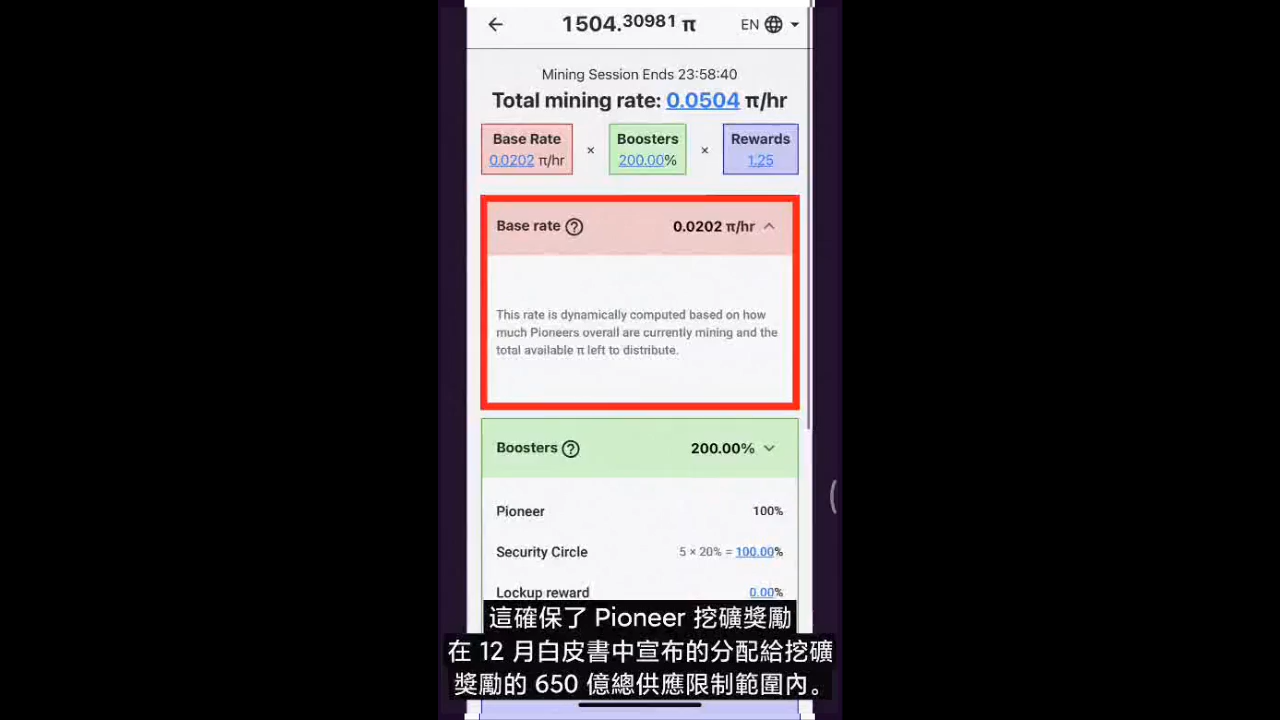 1504.30981 π
EN
Mining Session Ends 23:58:40
Total mining rate: 0.0504 π/hr
Base Rate
0.0202 π/hr
×
Boosters
200.00%
×
Rewards
1.25
Base rate ? 0.0202 π/hr
This rate is dynamically computed based on how
much Pioneers overall are currently mining and the
total available π left to distribute.
Boosters ? 200.00%
Pioneer 100%
Security Circle 5 × 20% = 100.00%
Lockup reward 0.00%
這確保了 Pioneer 挖礦獎勵
在 12 月白皮書中宣布的分配給挖礦
獎勵的 650 億總供應限制範圍內。